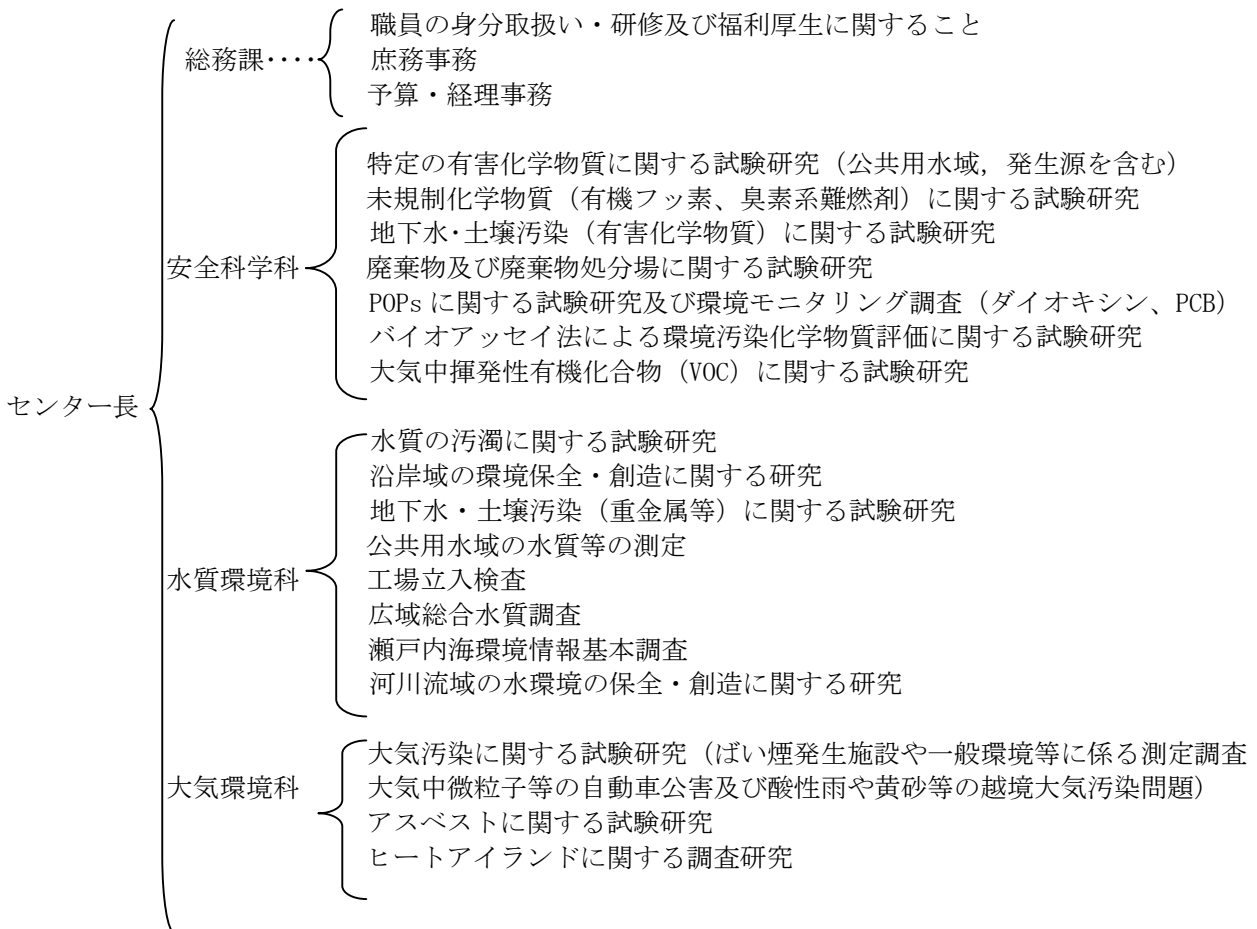 職員の身分取扱い・研修及び福利厚生に関すること
総務課････
庶務事務
予算・経理事務
特定の有害化学物質に関する試験研究（公共用水域，発生源を含む）
未規制化学物質（有機フッ素、臭素系難燃剤）に関する試験研究
地下水･土壌汚染（有害化学物質）に関する試験研究
安全科学科
廃棄物及び廃棄物処分場に関する試験研究
POPs に関する試験研究及び環境モニタリング調査（ダイオキシン、PCB）
バイオアッセイ法による環境汚染化学物質評価に関する試験研究
大気中揮発性有機化合物（VOC）に関する試験研究
センター長
水質の汚濁に関する試験研究
沿岸域の環境保全・創造に関する研究
地下水・土壌汚染（重金属等）に関する試験研究
公共用水域の水質等の測定
水質環境科
工場立入検査
広域総合水質調査
瀬戸内海環境情報基本調査
河川流域の水環境の保全・創造に関する研究
大気汚染に関する試験研究（ばい煙発生施設や一般環境等に係る測定調査
大気環境科
大気中微粒子等の自動車公害及び酸性雨や黄砂等の越境大気汚染問題）
アスベストに関する試験研究
ヒートアイランドに関する調査研究